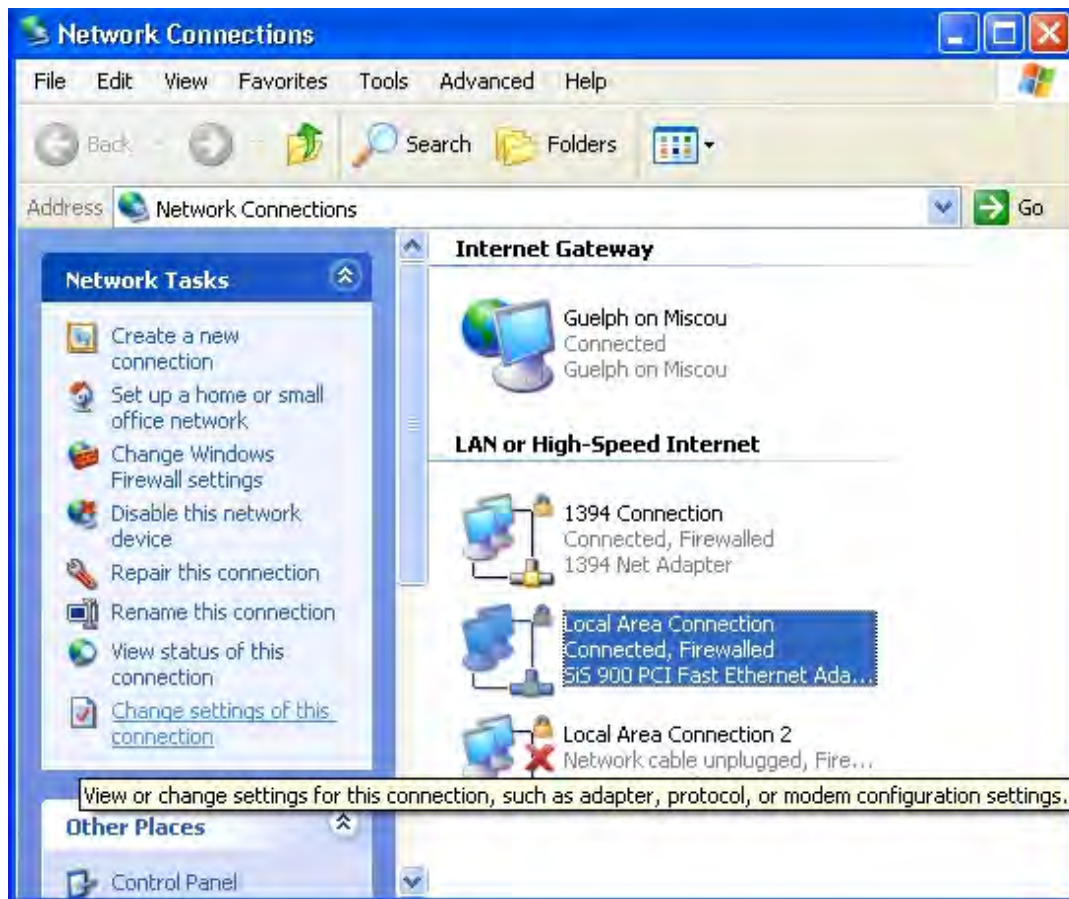 Network Connections
File Edit View Favorites Tools Advanced Help
Back Search Folders
Address Network Connections Go
Network Tasks
Create a new
connection
Set up a home or small
office network
Change Windows
Firewall settings
Disable this network
device
Repair this connection
Rename this connection
View status of this
connection
Change settings of this
connection
Other Places
Control Panel
Internet Gateway
Guelph on Miscou
Connected
Guelph on Miscou
LAN or High-Speed Internet
1394 Connection
Connected, Firewalled
1394 Net Adapter
Local Area Connection
Connected, Firewalled
SiS 900 PCI Fast Ethernet Ada...
Local Area Connection 2
Network cable unplugged, Fire...
View or change settings for this connection, such as adapter, protocol, or modem configuration settings.